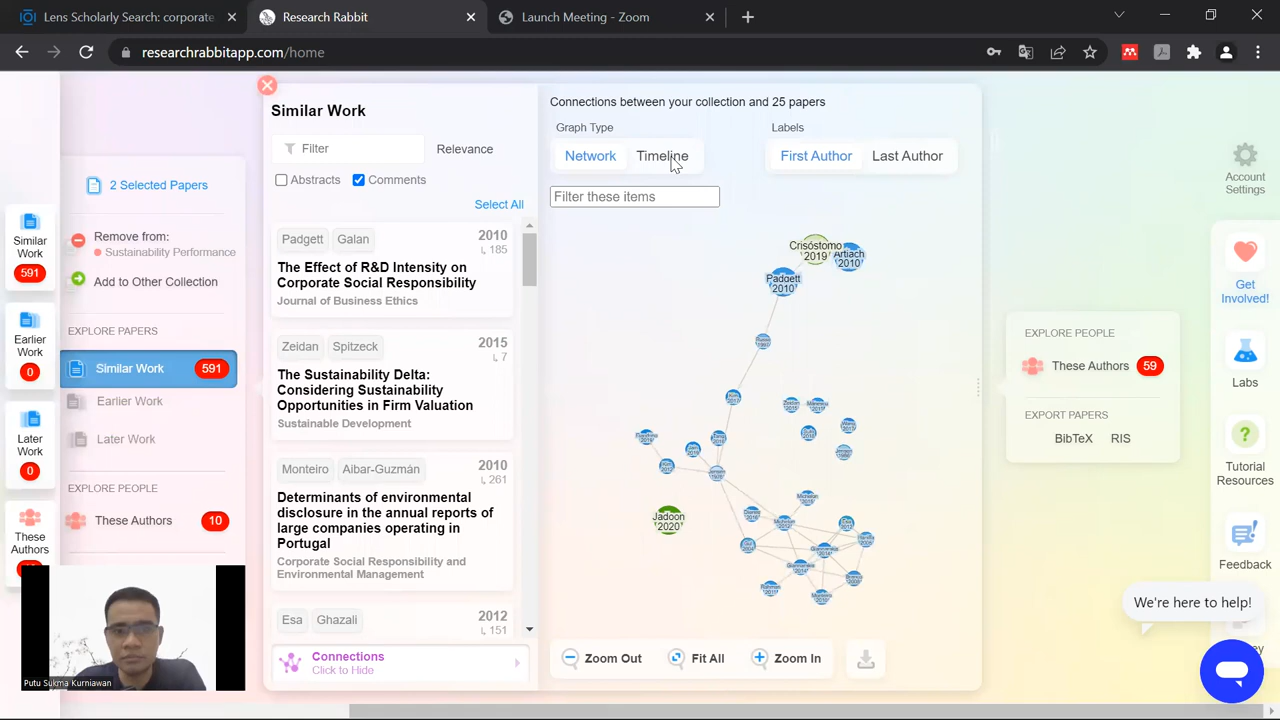 Lens Scholarly Search: corporate
Research Rabbit
Launch Meeting - Zoom
researchrabbitapp.com/home
Similar Work
591
Earlier Work
0
Later Work
0
These Authors
2 Selected Papers
Remove from:
Sustainability Performance
Add to Other Collection
EXPLORE PAPERS
Similar Work 591
Earlier Work
Later Work
EXPLORE PEOPLE
These Authors 10
Putu Sukma Kurniawan
Similar Work
Filter
Relevance
Abstracts
Comments
Select All
Padgett Galan 2010
185
The Effect of R&D Intensity on
Corporate Social Responsibility
Journal of Business Ethics
Zeidan Spitzeck 2015
7
The Sustainability Delta:
Considering Sustainability
Opportunities in Firm Valuation
Sustainable Development
Monteiro Aibar-Guzmán 2010
261
Determinants of environmental
disclosure in the annual reports of
large companies operating in
Portugal
Corporate Social Responsibility and
Environmental Management
Esa Ghazali 2012
151
Connections
Click to Hide
Connections between your collection and 25 papers
Graph Type
Network Timeline
Labels
First Author Last Author
Filter these items
Crisóstomo
2019
Artiach
2010
Padgett
2010
Jadoon
2020
Zoom Out
Fit All
Zoom In
EXPLORE PEOPLE
These Authors 59
EXPORT PAPERS
BibTeX RIS
Account
Settings
Get
Involved!
Labs
Tutorial
Resources
Feedback
We're here to help!